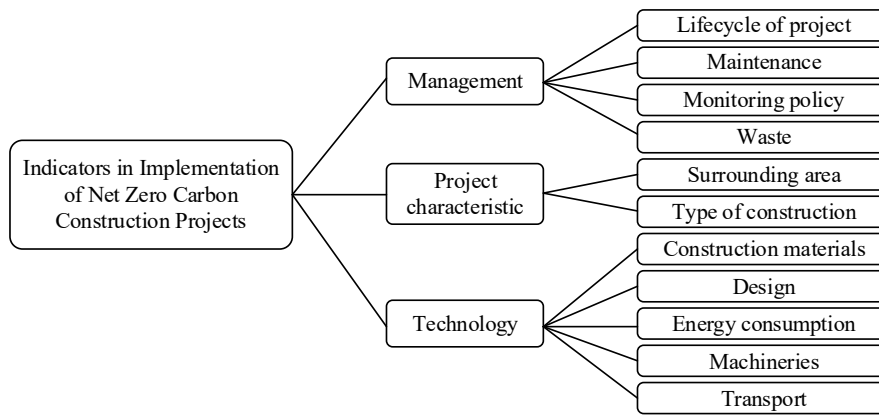 Indicators in Implementation
of Net Zero Carbon
Construction Projects
Management
Lifecycle of project
Maintenance
Monitoring policy
Waste
Project
characteristic
Surrounding area
Type of construction
Technology
Construction materials
Design
Energy consumption
Machineries
Transport